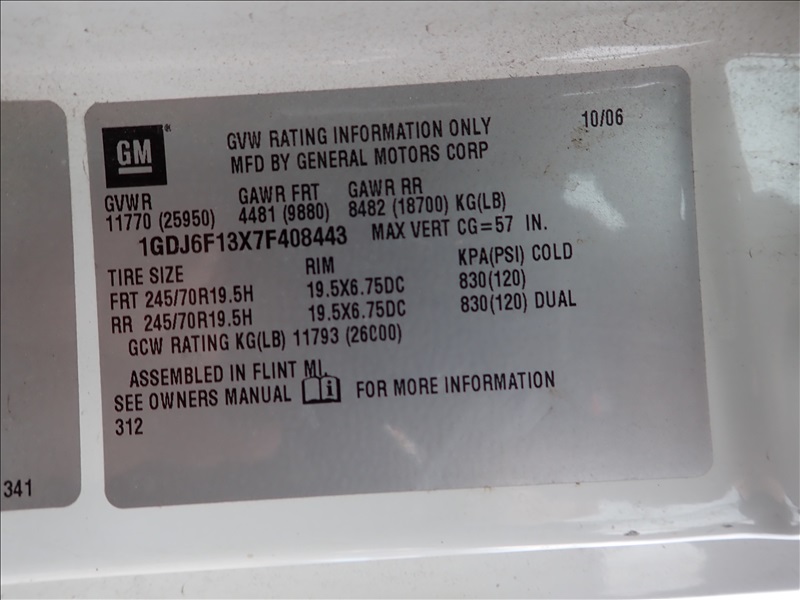 GM ®
GVW RATING INFORMATION ONLY 10/06
MFD BY GENERAL MOTORS CORP
GVWR GAWR FRT GAWR RR
11770 (25950) 4481 (9880) 8482 (18700) KG(LB)
1GDJ6F13X7F408443 MAX VERT CG=57 IN.
TIRE SIZE RIM KPA(PSI) COLD
FRT 245/70R19.5H 19.5X6.75DC 830(120)
RR 245/70R19.5H 19.5X6.75DC 830(120) DUAL
GCW RATING KG(LB) 11793 (26000)
ASSEMBLED IN FLINT MI.
SEE OWNERS MANUAL i FOR MORE INFORMATION
312
341